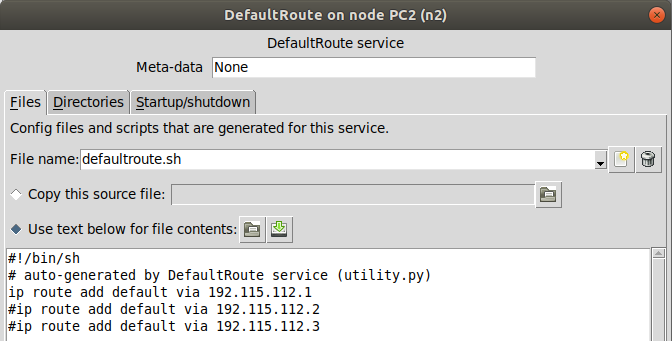 DefaultRoute on node PC2 (n2)
DefaultRoute service
Meta-data None
Files Directories Startup/shutdown
Config files and scripts that are generated for this service.
File name: defaultroute.sh
Copy this source file:
Use text below for file contents:
#!/bin/sh
# auto-generated by DefaultRoute service (utility.py)
ip route add default via 192.115.112.1
#ip route add default via 192.115.112.2
#ip route add default via 192.115.112.3